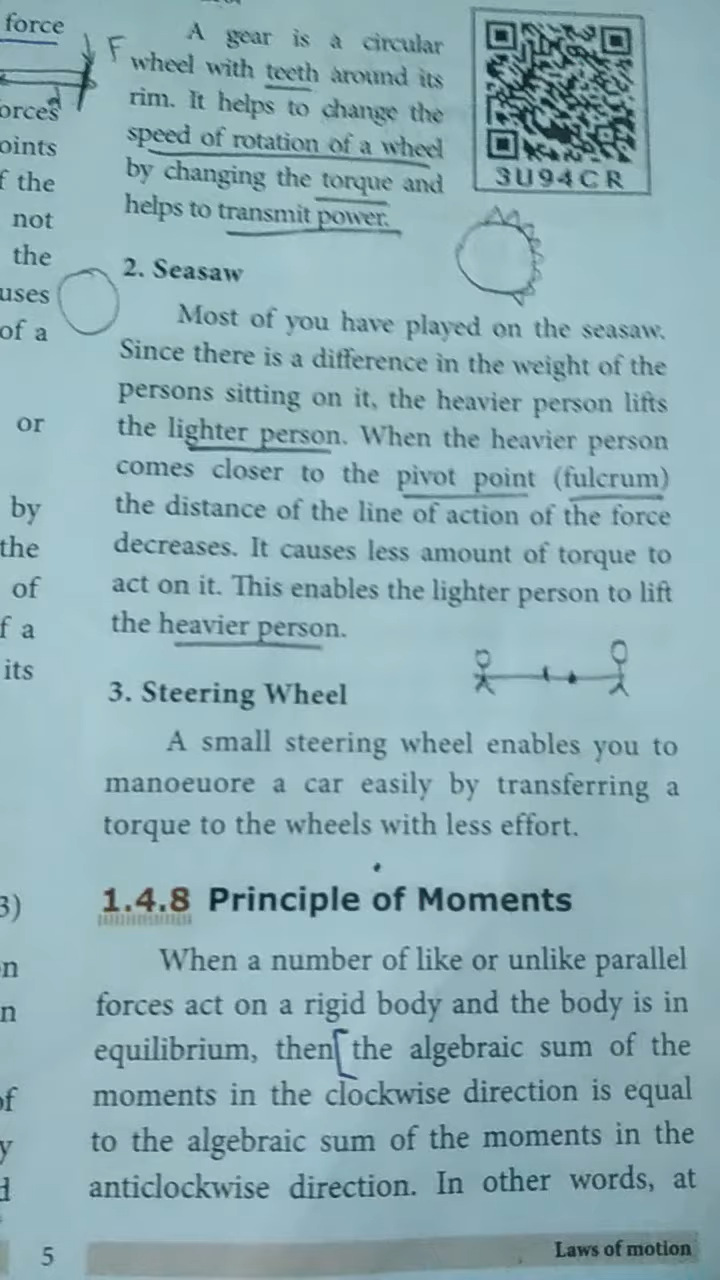 force
orces
oints
f the
not
the
uses
of a
or
by
the
of
f a
its
3)
n
n
of
y
d
F
A gear is a circular
wheel with teeth around its
rim. It helps to change the
speed of rotation of a wheel
by changing the torque and
helps to transmit power.
3U94CR
2. Seasaw
Most of you have played on the seasaw.
Since there is a difference in the weight of the
persons sitting on it, the heavier person lifts
the lighter person. When the heavier person
comes closer to the pivot point (fulcrum)
the distance of the line of action of the force
decreases. It causes less amount of torque to
act on it. This enables the lighter person to lift
the heavier person.
3. Steering Wheel
A small steering wheel enables you to
manoeuore a car easily by transferring a
torque to the wheels with less effort.
1.4.8 Principle of Moments
When a number of like or unlike parallel
forces act on a rigid body and the body is in
equilibrium, then [the algebraic sum of the
moments in the clockwise direction is equal
to the algebraic sum of the moments in the
anticlockwise direction. In other words, at
5
Laws of motion